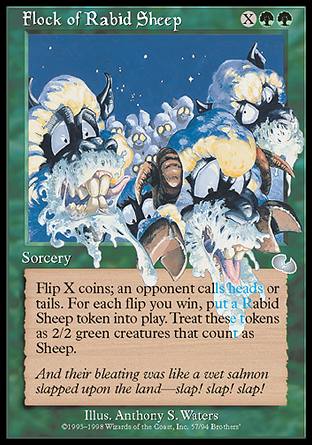 Flock of Rabid Sheep X
Sorcery
Flip X coins; an opponent calls heads or
tails. For each flip you win, put a Rabid
Sheep token into play. Treat these tokens
as 2/2 green creatures that count as
Sheep.
And their bleating was like a wet salmon
slapped upon the land—slap! slap! slap!
Illus. Anthony S. Waters
©1993–1998 Wizards of the Coast, Inc. 57/94 Brothers'